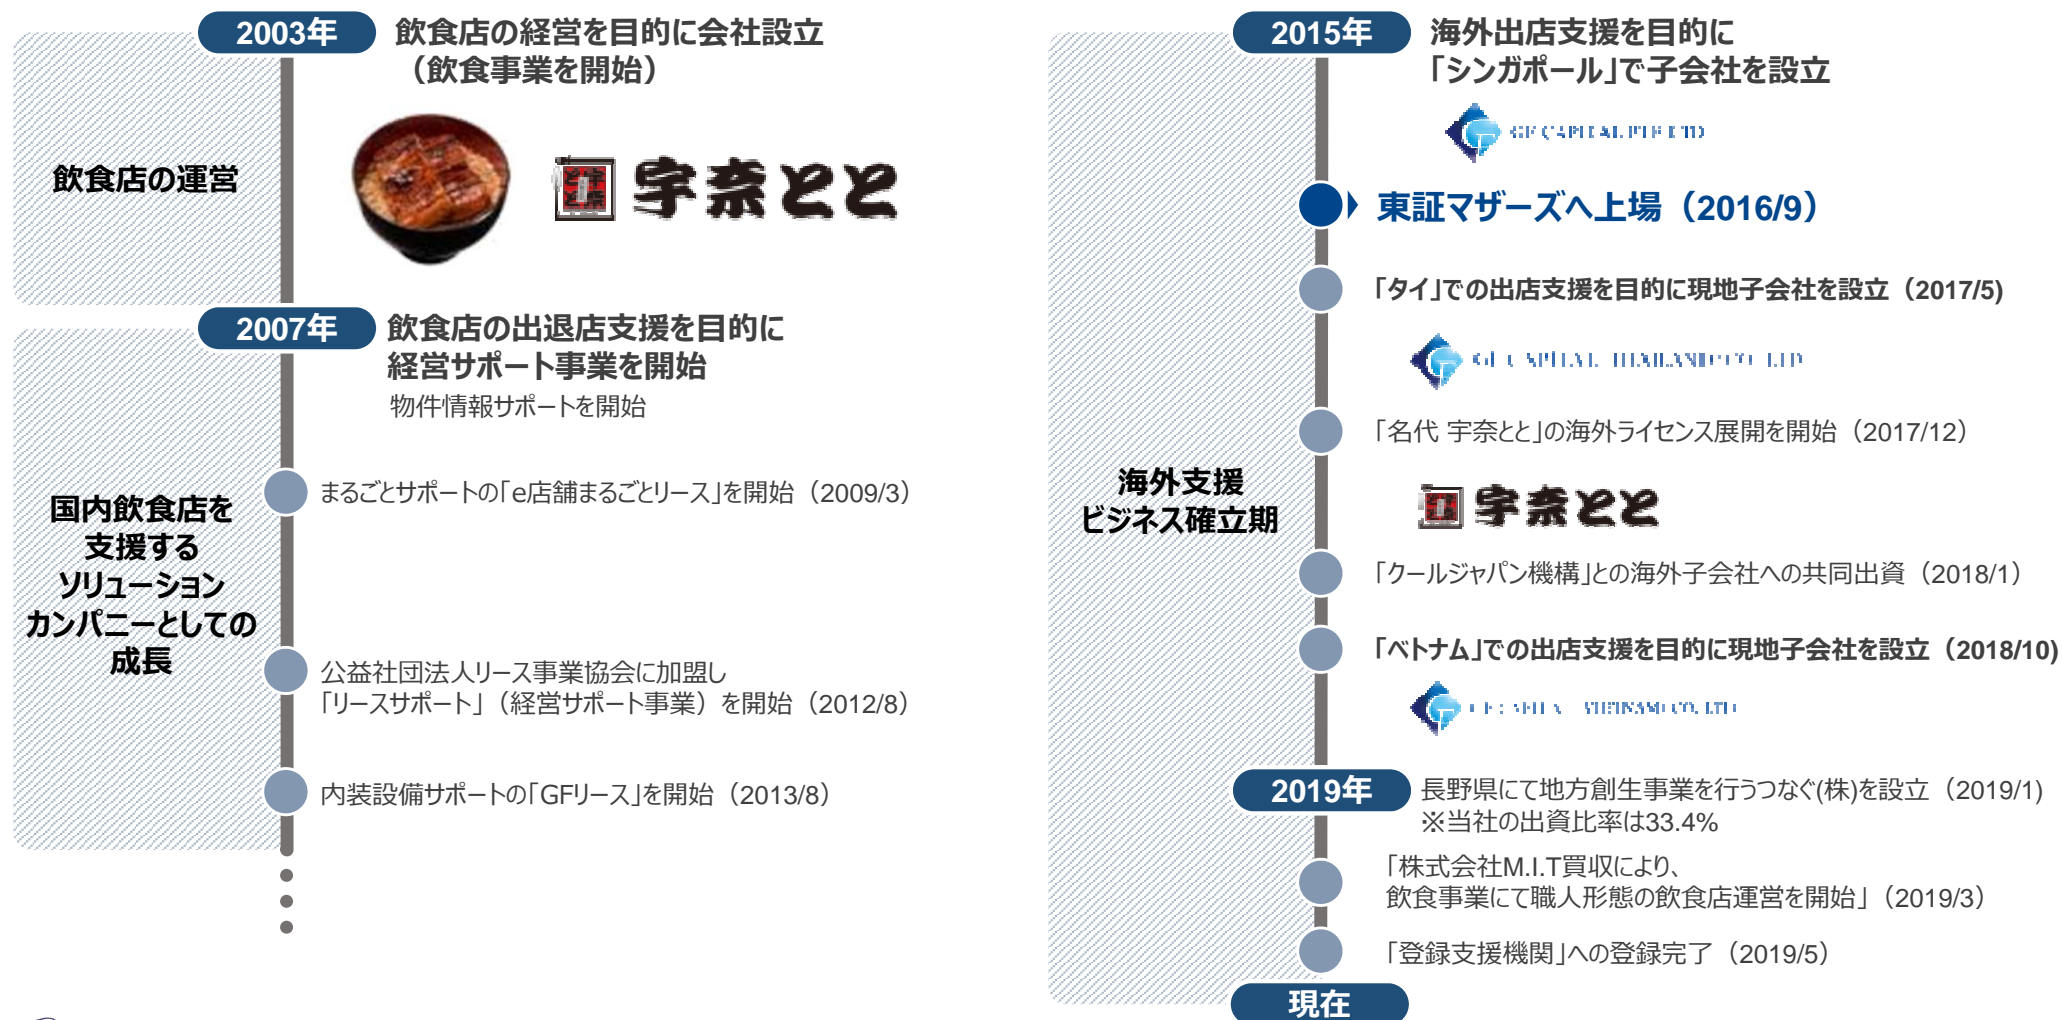 2003年
飲食店の経営を目的に会社設立
（飲食事業を開始）
飲食店の運営
宇奈とと
2007年
飲食店の出退店支援を目的に
経営サポート事業を開始
物件情報サポートを開始
国内飲食店を
支援する
ソリューション
カンパニーとしての
成長
まるごとサポートの「e店舗まるごとリース」を開始（2009/3）
公益社団法人リース事業協会に加盟し
「リースサポート」（経営サポート事業）を開始（2012/8）
内装設備サポートの「GFリース」を開始（2013/8）
2015年
海外出店支援を目的に
「シンガポール」で子会社を設立
GF CAPITAL PTE LTD
東証マザーズへ上場（2016/9）
「タイ」での出店支援を目的に現地子会社を設立（2017/5)
GF CAPITAL THAILAND CO LTD
「名代 宇奈とと」の海外ライセンス展開を開始（2017/12）
海外支援
ビジネス確立期
宇奈とと
「クールジャパン機構」との海外子会社への共同出資（2018/1）
「ベトナム」での出店支援を目的に現地子会社を設立（2018/10)
2019年
長野県にて地方創生事業を行うつなぐ(株)を設立（2019/1)
※当社の出資比率は33.4%
「株式会社M.I.T買収により、
飲食事業にて職人形態の飲食店運営を開始」（2019/3）
「登録支援機関」への登録完了（2019/5）
現在